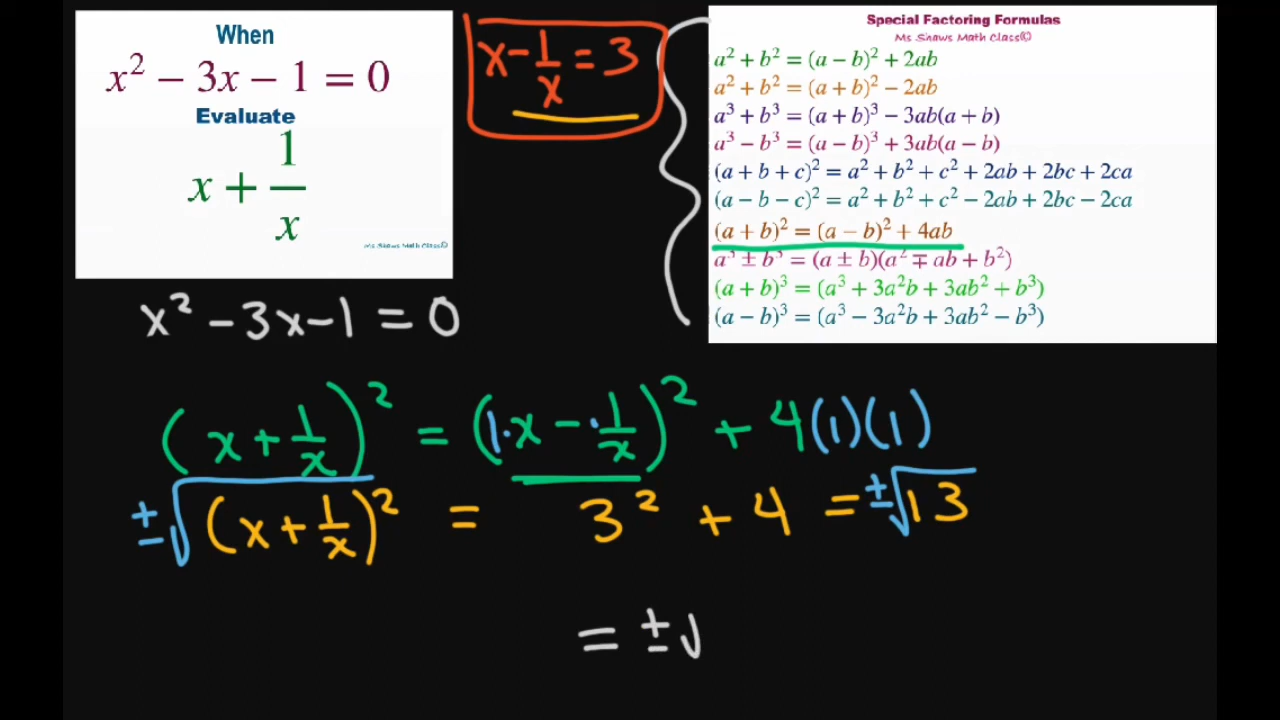 When
x² − 3x − 1 = 0
Evaluate
x + 1/x
Ms Shaws Math Class©
x - 1/x = 3
Special Factoring Formulas
Ms Shaws Math Class©
a² + b² = (a − b)² + 2ab
a² + b² = (a + b)² − 2ab
a³ + b³ = (a + b)³ − 3ab(a + b)
a³ − b³ = (a − b)³ + 3ab(a − b)
(a + b + c)² = a² + b² + c² + 2ab + 2bc + 2ca
(a − b − c)² = a² + b² + c² − 2ab + 2bc − 2ca
(a + b)² = (a − b)² + 4ab
a³ ± b³ = (a ± b)(a² ∓ ab + b²)
(a + b)³ = (a³ + 3a²b + 3ab² + b³)
(a − b)³ = (a³ − 3a²b + 3ab² − b³)
x² - 3x - 1 = 0
(x + 1/x)² = (1·x - ·1/x)² + 4(1)(1)
±√(x + 1/x)² = 3² + 4 = ±√13
= ±√